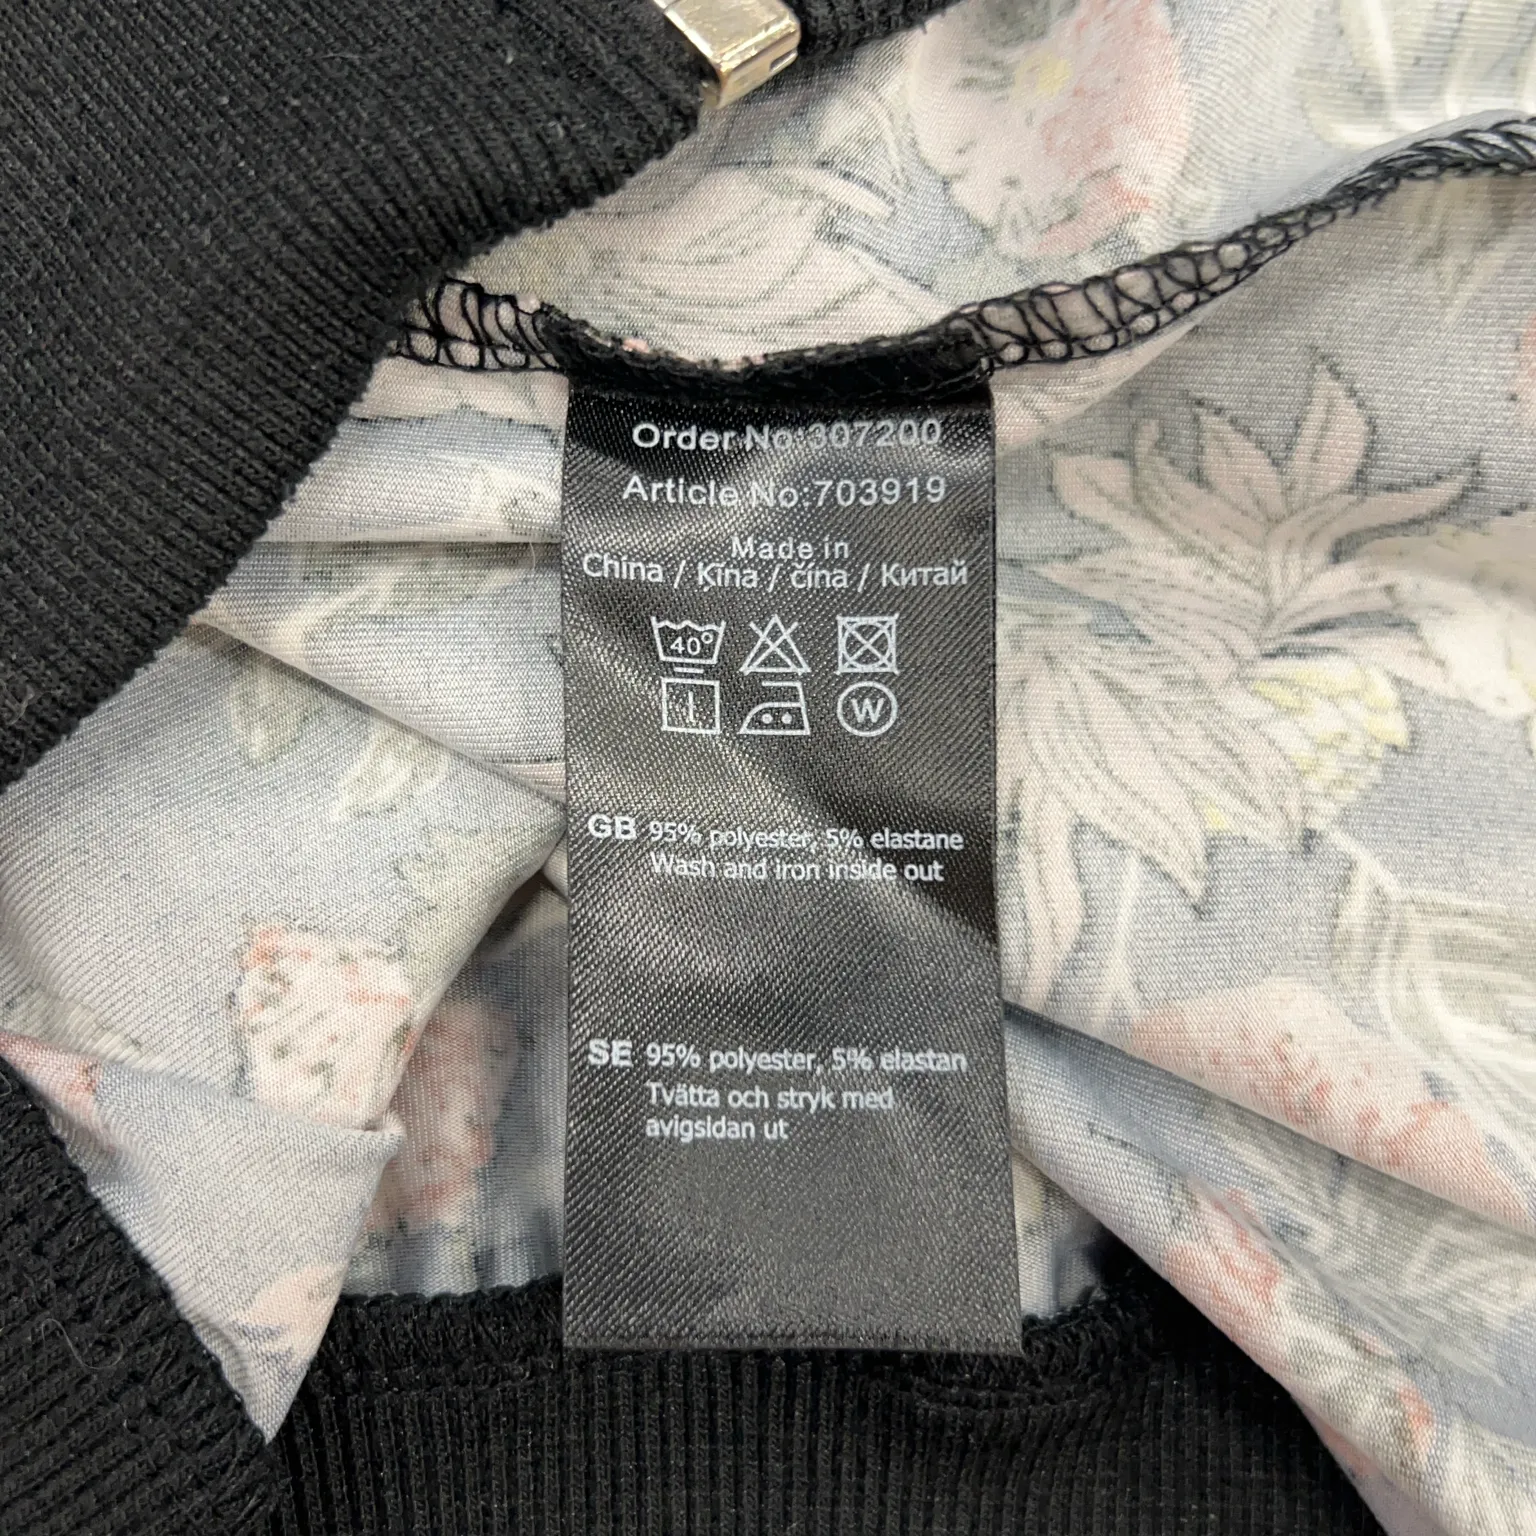 Order No:307200
Article No:703919
Made in
China / Ķīna / čína / Китай
40°
W
GB 95% polyester, 5% elastane
Wash and iron inside out
SE 95% polyester, 5% elastan
Tvätta och stryk med
avigsidan ut